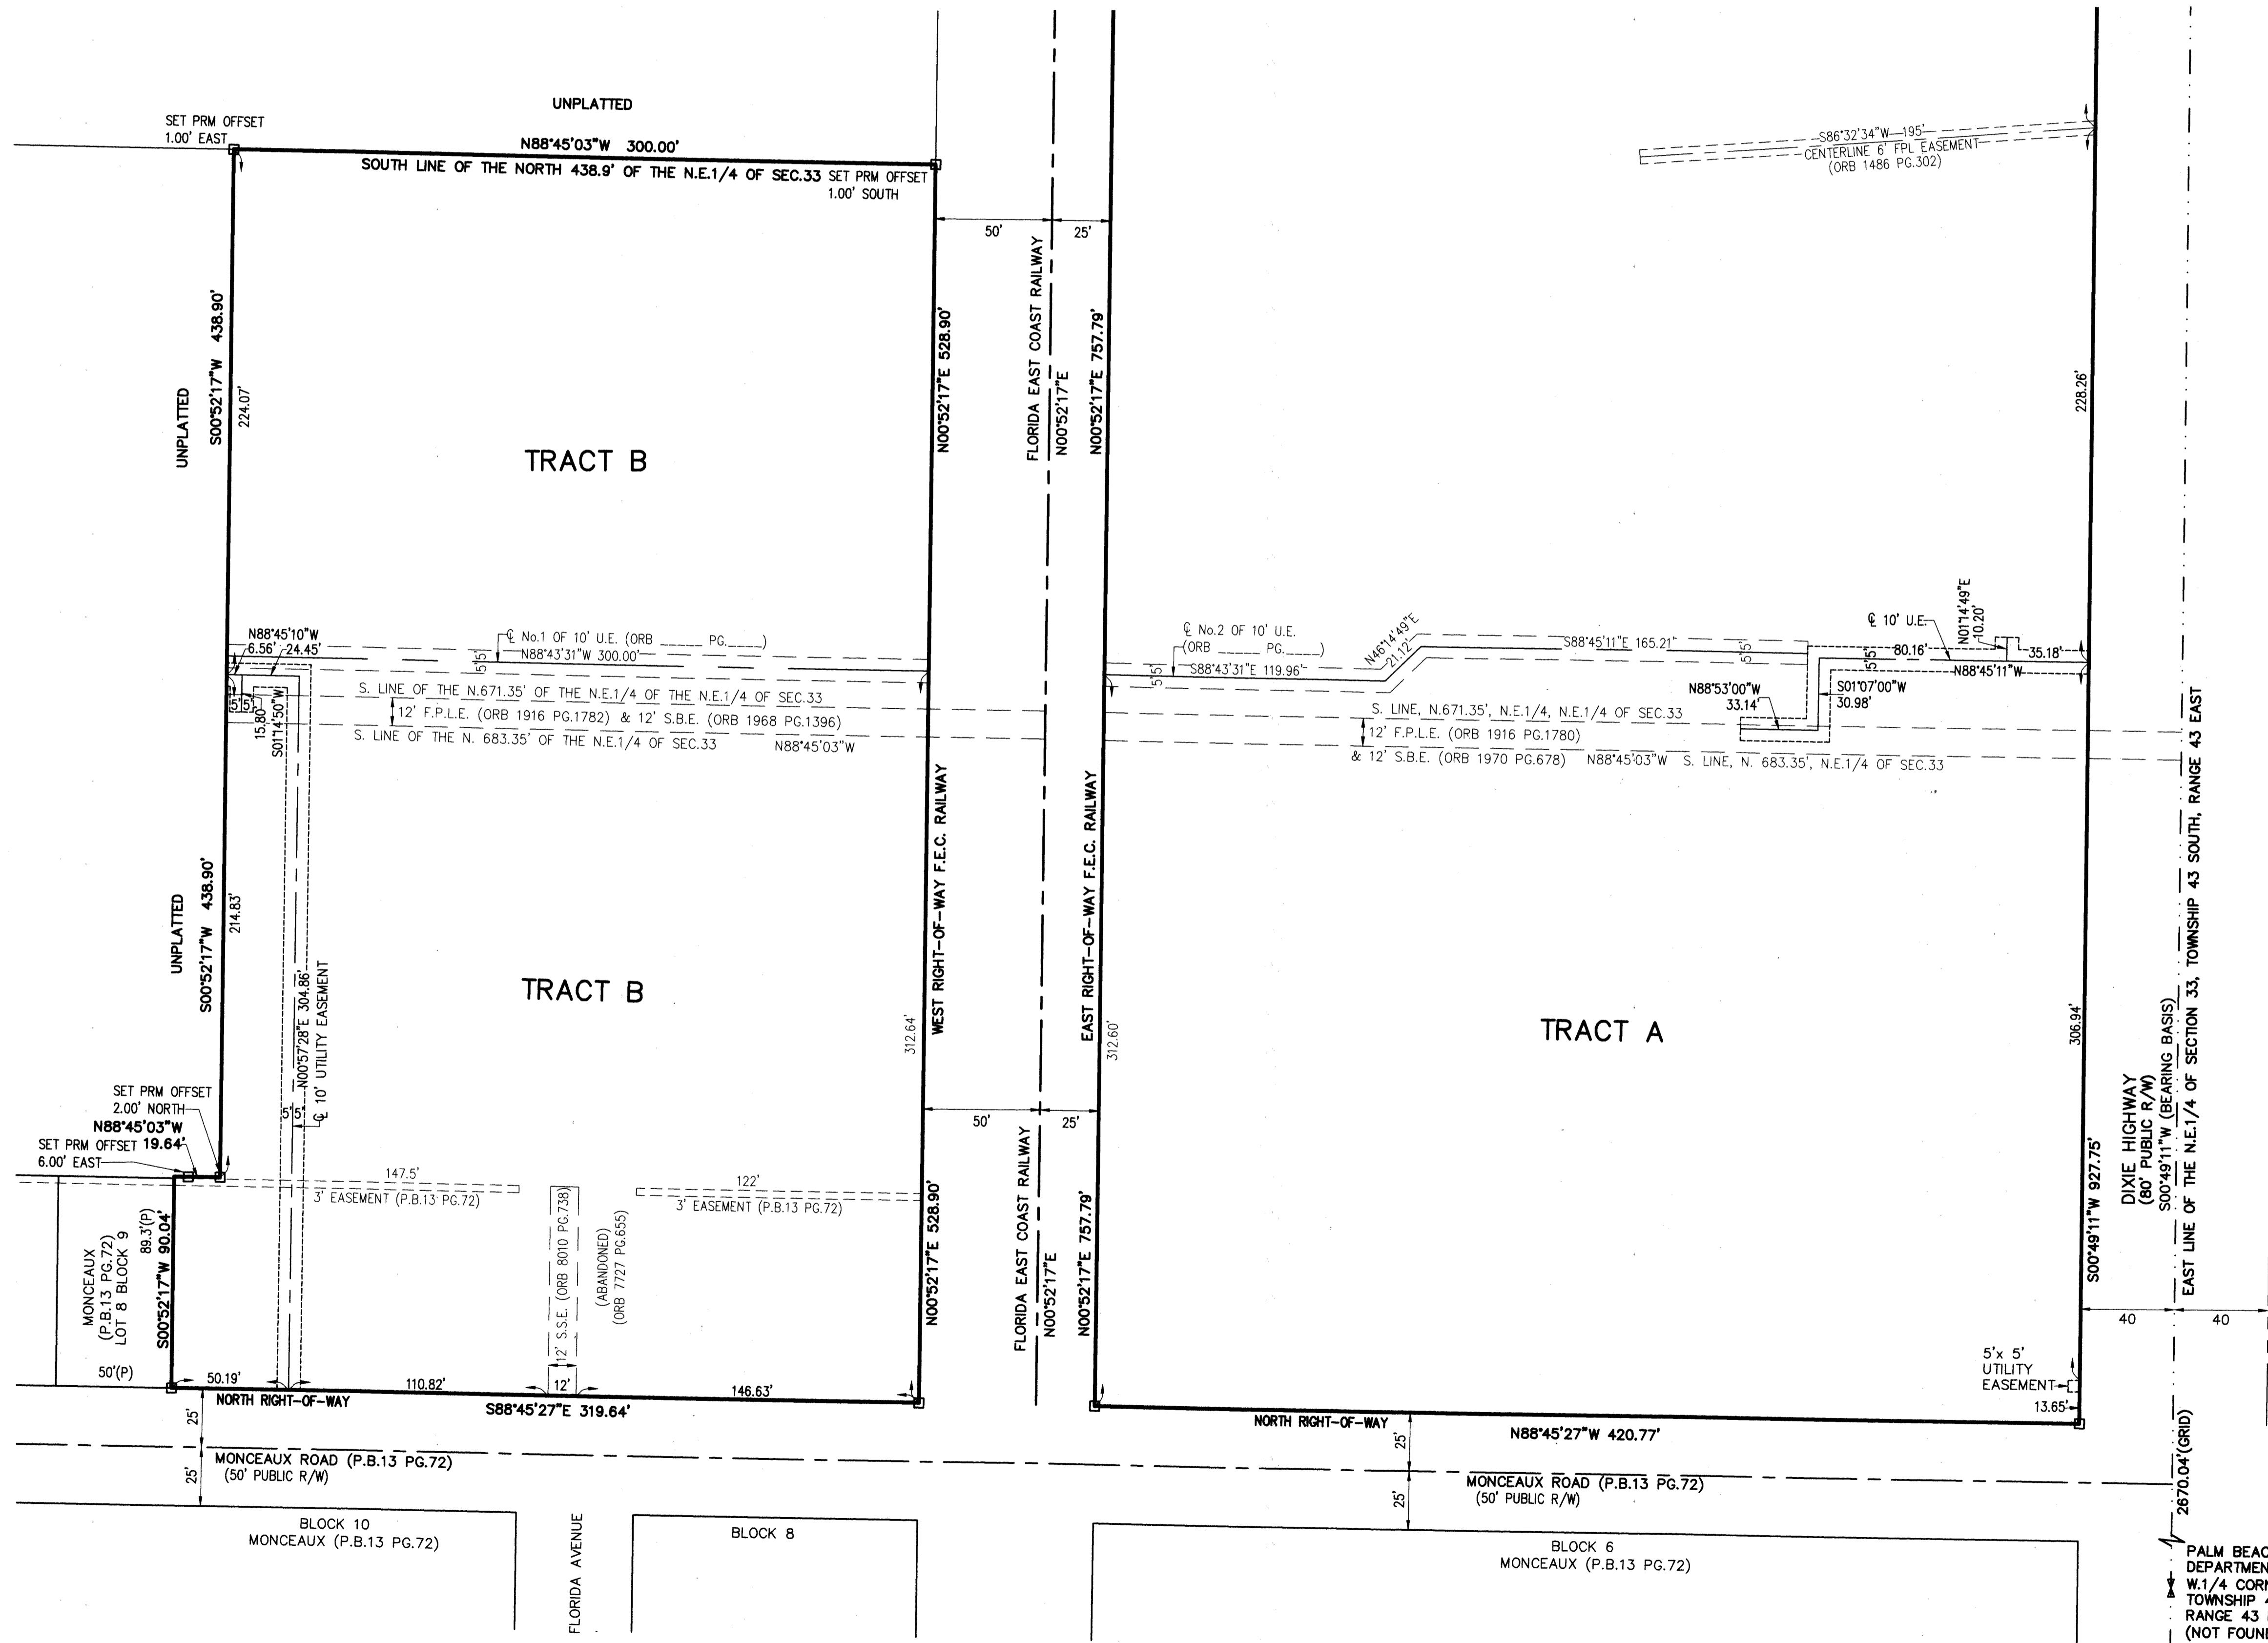 UNPLATTED
SET PRM OFFSET
1.00' EAST
N88°45'03"W 300.00'
SOUTH LINE OF THE NORTH 438.9' OF THE N.E.1/4 OF SEC.33
SET PRM OFFSET
1.00' SOUTH
S86°32'34"W 195'
CENTERLINE 6' FPL EASEMENT
(ORB 1486 PG.302)
50'
25'
UNPLATTED
S00°52'17"W 438.90'
224.07'
TRACT B
N00°52'17"E 528.90'
FLORIDA EAST COAST RAILWAY
N00°52'17"E
N00°52'17"E 757.79'
228.26'
N88°45'10"W
6.56'
24.45'
℄ No.1 OF 10' U.E. (ORB _____ PG.____)
N88°43'31"W 300.00'
5'
5'
℄ No.2 OF 10' U.E.
(ORB _____ PG.____)
S88°43'31"E 119.96'
5'
5'
N46°14'49"E
21.12'
S88°45'11"E 165.21'
5'
5'
℄ 10' U.E.
N01°14'49"E
10.20'
80.16'
5'
5'
35.18'
N88°45'11"W
N88°53'00"W
33.14'
S01°07'00"W
30.98'
5'
5'
15.80
S01°14'50"W
S. LINE OF THE N.671.35' OF THE N.E.1/4 OF THE N.E.1/4 OF SEC.33
12' F.P.L.E. (ORB 1916 PG.1782) & 12' S.B.E. (ORB 1968 PG.1396)
S. LINE OF THE N. 683.35' OF THE N.E.1/4 OF SEC.33 N88°45'03"W
S. LINE, N.671.35', N.E.1/4, N.E.1/4 OF SEC.33
12' F.P.L.E. (ORB 1916 PG.1780)
& 12' S.B.E. (ORB 1970 PG.678) N88°45'03"W S. LINE, N. 683.35', N.E.1/4 OF SEC.33
UNPLATTED
S00°52'17"W 438.90'
214.83'
N00°57'28"E 304.86'
℄ 10' UTILITY EASEMENT
5'
5'
TRACT B
312.64'
WEST RIGHT-OF-WAY F.E.C. RAILWAY
EAST RIGHT-OF-WAY F.E.C. RAILWAY
312.60'
TRACT A
306.94'
DIXIE HIGHWAY
(80' PUBLIC R/W)
S00°49'11"W (BEARING BASIS)
EAST LINE OF THE N.E.1/4 OF SECTION 33, TOWNSHIP 43 SOUTH, RANGE 43 EAST
S00°49'11"W 927.75'
SET PRM OFFSET
2.00' NORTH
N88°45'03"W
19.64'
SET PRM OFFSET
6.00' EAST
50'
25'
147.5'
3' EASEMENT (P.B.13 PG.72)
122'
3' EASEMENT (P.B.13 PG.72)
12' S.S.E. (ORB 8010 PG.738)
(ABANDONED)
(ORB 7727 PG.655)
MONCEAUX
(P.B.13 PG.72)
LOT 8 BLOCK 9
89.3'(P)
S00°52'17"W 90.04'
50'(P)
N00°52'17"E 528.90'
FLORIDA EAST COAST RAILWAY
N00°52'17"E
N00°52'17"E 757.79'
40
40
5'x 5'
UTILITY
EASEMENT
13.65'
50.19'
110.82'
12'
146.63'
NORTH RIGHT-OF-WAY
S88°45'27"E 319.64'
NORTH RIGHT-OF-WAY
N88°45'27"W 420.77'
25'
25'
MONCEAUX ROAD (P.B.13 PG.72)
(50' PUBLIC R/W)
25'
25'
MONCEAUX ROAD (P.B.13 PG.72)
(50' PUBLIC R/W)
2670.04'(GRID)
BLOCK 10
MONCEAUX (P.B.13 PG.72)
FLORIDA AVENUE
BLOCK 8
BLOCK 6
MONCEAUX (P.B.13 PG.72)
PALM BEAC
DEPARTMEN
W.1/4 CORN
TOWNSHIP 4
RANGE 43
(NOT FOUN